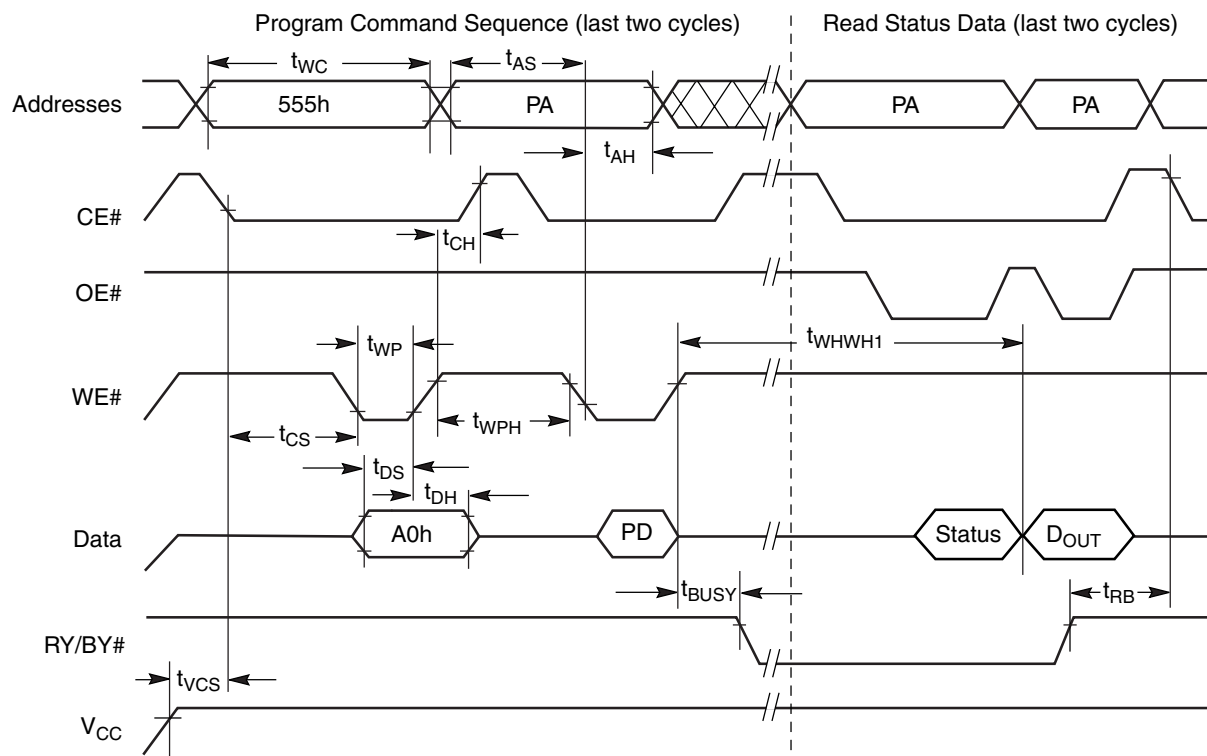 Program Command Sequence (last two cycles) Read Status Data (last two cycles)
tWC tAS
Addresses 555h PA PA PA
tAH
CE#
tCH
OE#
tWP tWHWH1
WE#
tWPH
tCS
tDS
tDH
Data A0h PD Status DOUT
tBUSY tRB
RY/BY#
tVCS
VCC